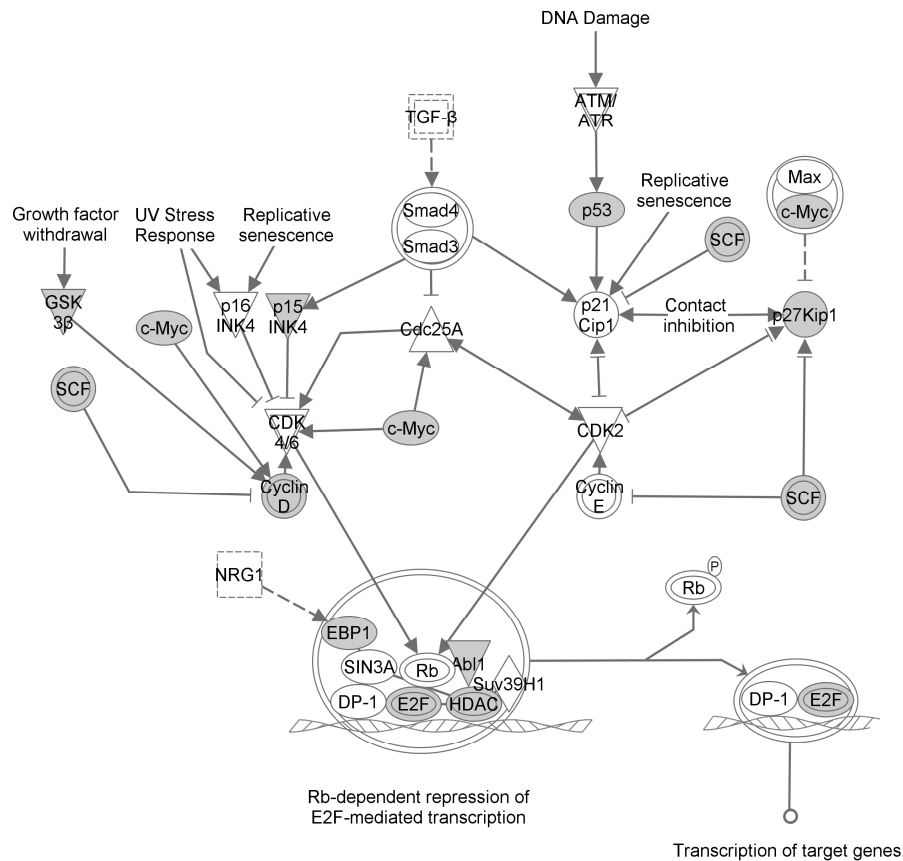 DNA Damage
ATM/
ATR
TGF-β
Max
c-Myc
Replicative
senescence
p53
SCF
Smad4
Smad3
Growth factor
withdrawal
UV Stress
Response
Replicative
senescence
GSK
3β
p16
INK4
p15
INK4
c-Myc
Cdc25A
p21
Cip1
Contact
inhibition
p27Kip1
SCF
CDK
4/6
c-Myc
CDK2
Cyclin
D
Cyclin
E
SCF
NRG1
P
Rb
EBP1
SIN3A
Rb
Abl1
Suv39H1
DP-1
E2F
HDAC
DP-1
E2F
Rb-dependent repression of
E2F-mediated transcription
Transcription of target genes